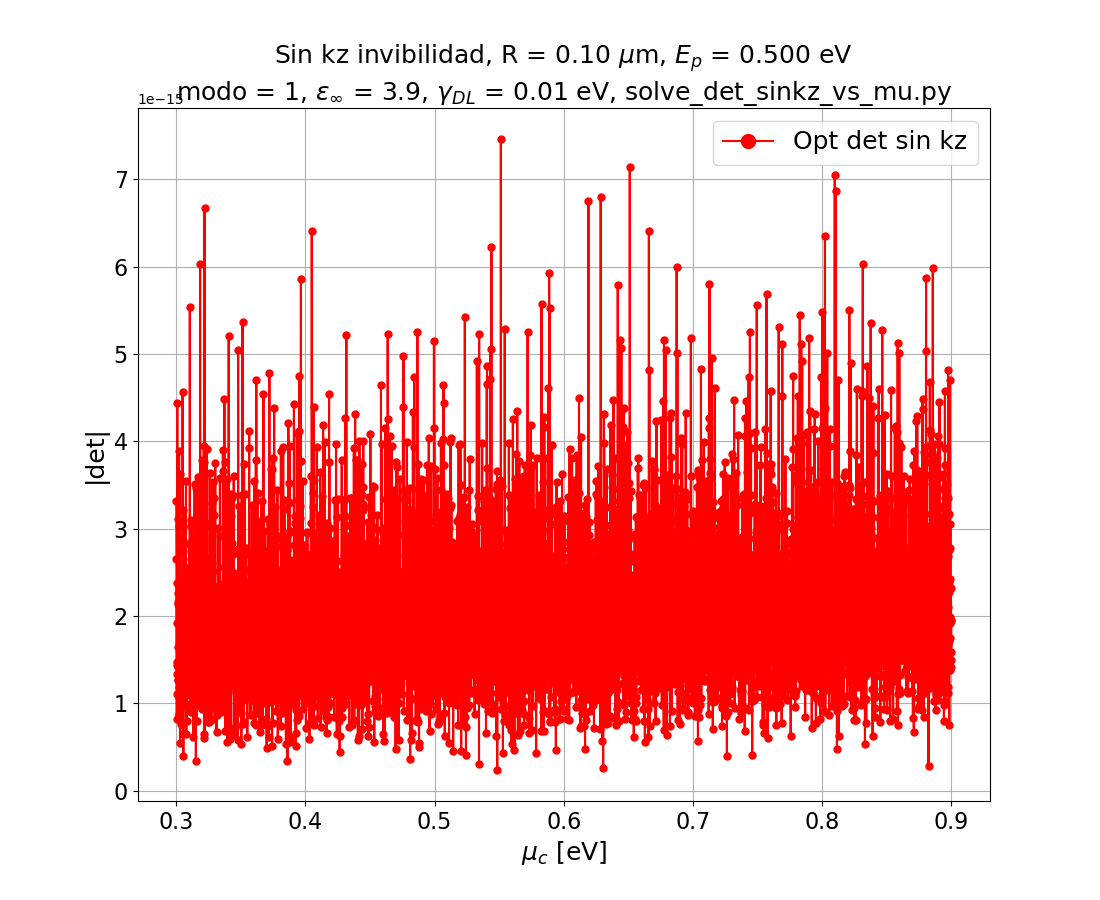 Sin kz invibilidad, R = 0.10 μm, E_p = 0.500 eV
modo = 1, ε_∞ = 3.9, γ_DL = 0.01 eV, solve_det_sinkz_vs_mu.py
1e−15
Opt det sin kz
7
6
5
4
3
2
1
0
|det|
0.3 0.4 0.5 0.6 0.7 0.8 0.9
μ_c [eV]